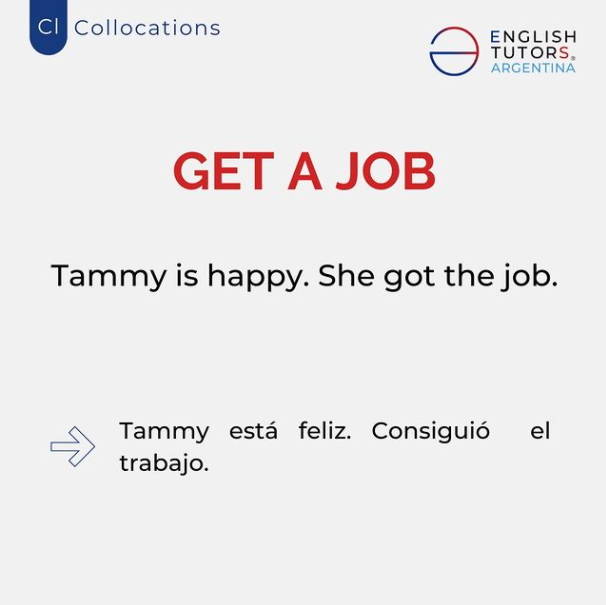 Cl Collocations
ENGLISH
TUTORS®
ARGENTINA
GET A JOB
Tammy is happy. She got the job.
Tammy está feliz. Consiguió el
trabajo.